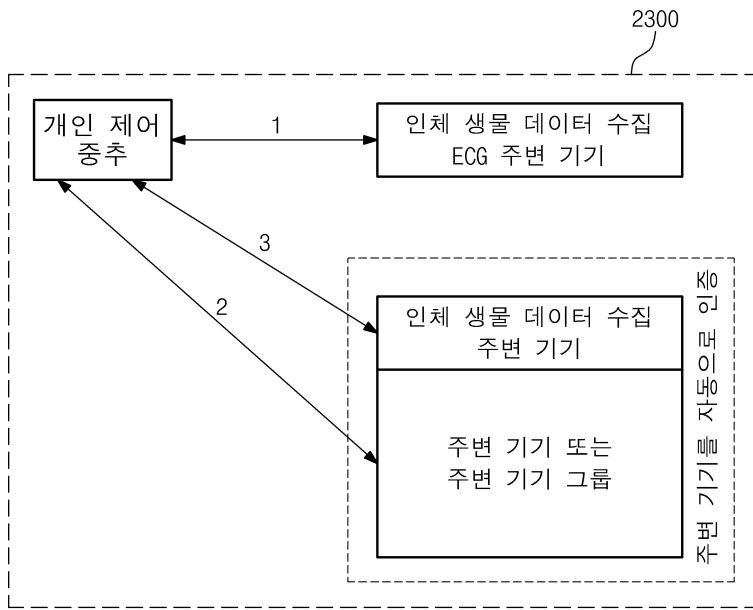 2300
개인 제어
중추
1
인체 생물 데이터 수집
ECG 주변 기기
3
2
인체 생물 데이터 수집
주변 기기
주변 기기 또는
주변 기기 그룹
주변 기기를 자동으로 인증